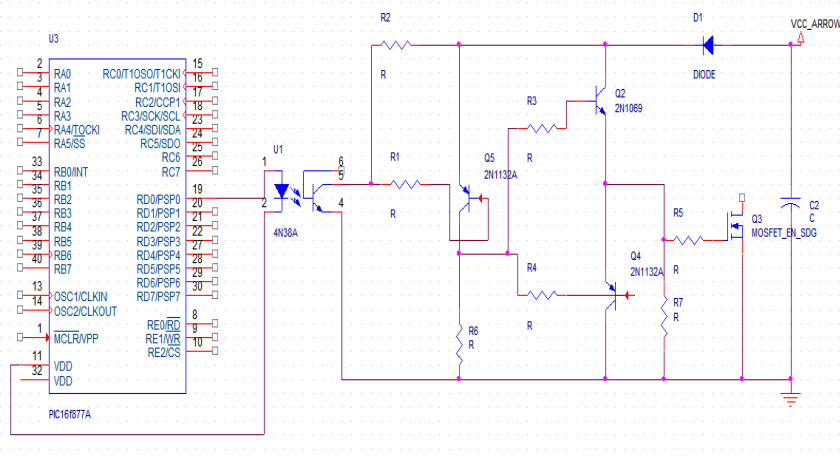 U3
2 RA0
3 RA1
4 RA2
5 RA3
6 RA4/TOCKI
7 RA5/SS
33 RB0/INT
34 RB1
35 RB2
36 RB3
37 RB4
38 RB5
39 RB6
40 RB7
13 OSC1/CLKIN
14 OSC2/CLKOUT
1 MCLR/VPP
11 VDD
32 VDD
RC0/T1OSO/T1CKI 15
RC1/T1OSI 16
RC2/CCP1 17
RC3/SCK/SCL 18
RC4/SDI/SDA 23
RC5/SDO 24
RC6 25
RC7 26
RD0/PSP0 19
RD1/PSP1 20
RD2/PSP2 21
RD3/PSP3 22
RD4/PSP4 27
RD5/PSP5 28
RD6/PSP6 29
RD7/PSP7 30
RE0/RD 8
RE1/WR 9
RE2/CS 10
PIC16f877A
U1
1
2
6
5
4
4N38A
R2
R
R1
R
Q5
2N1132A
R6
R
R3
R
R4
R
Q2
2N1069
Q4
2N1132A
D1
DIODE
R5
R
R7
R
Q3
MOSFET_EN_SDG
VCC_ARROW
C2
C